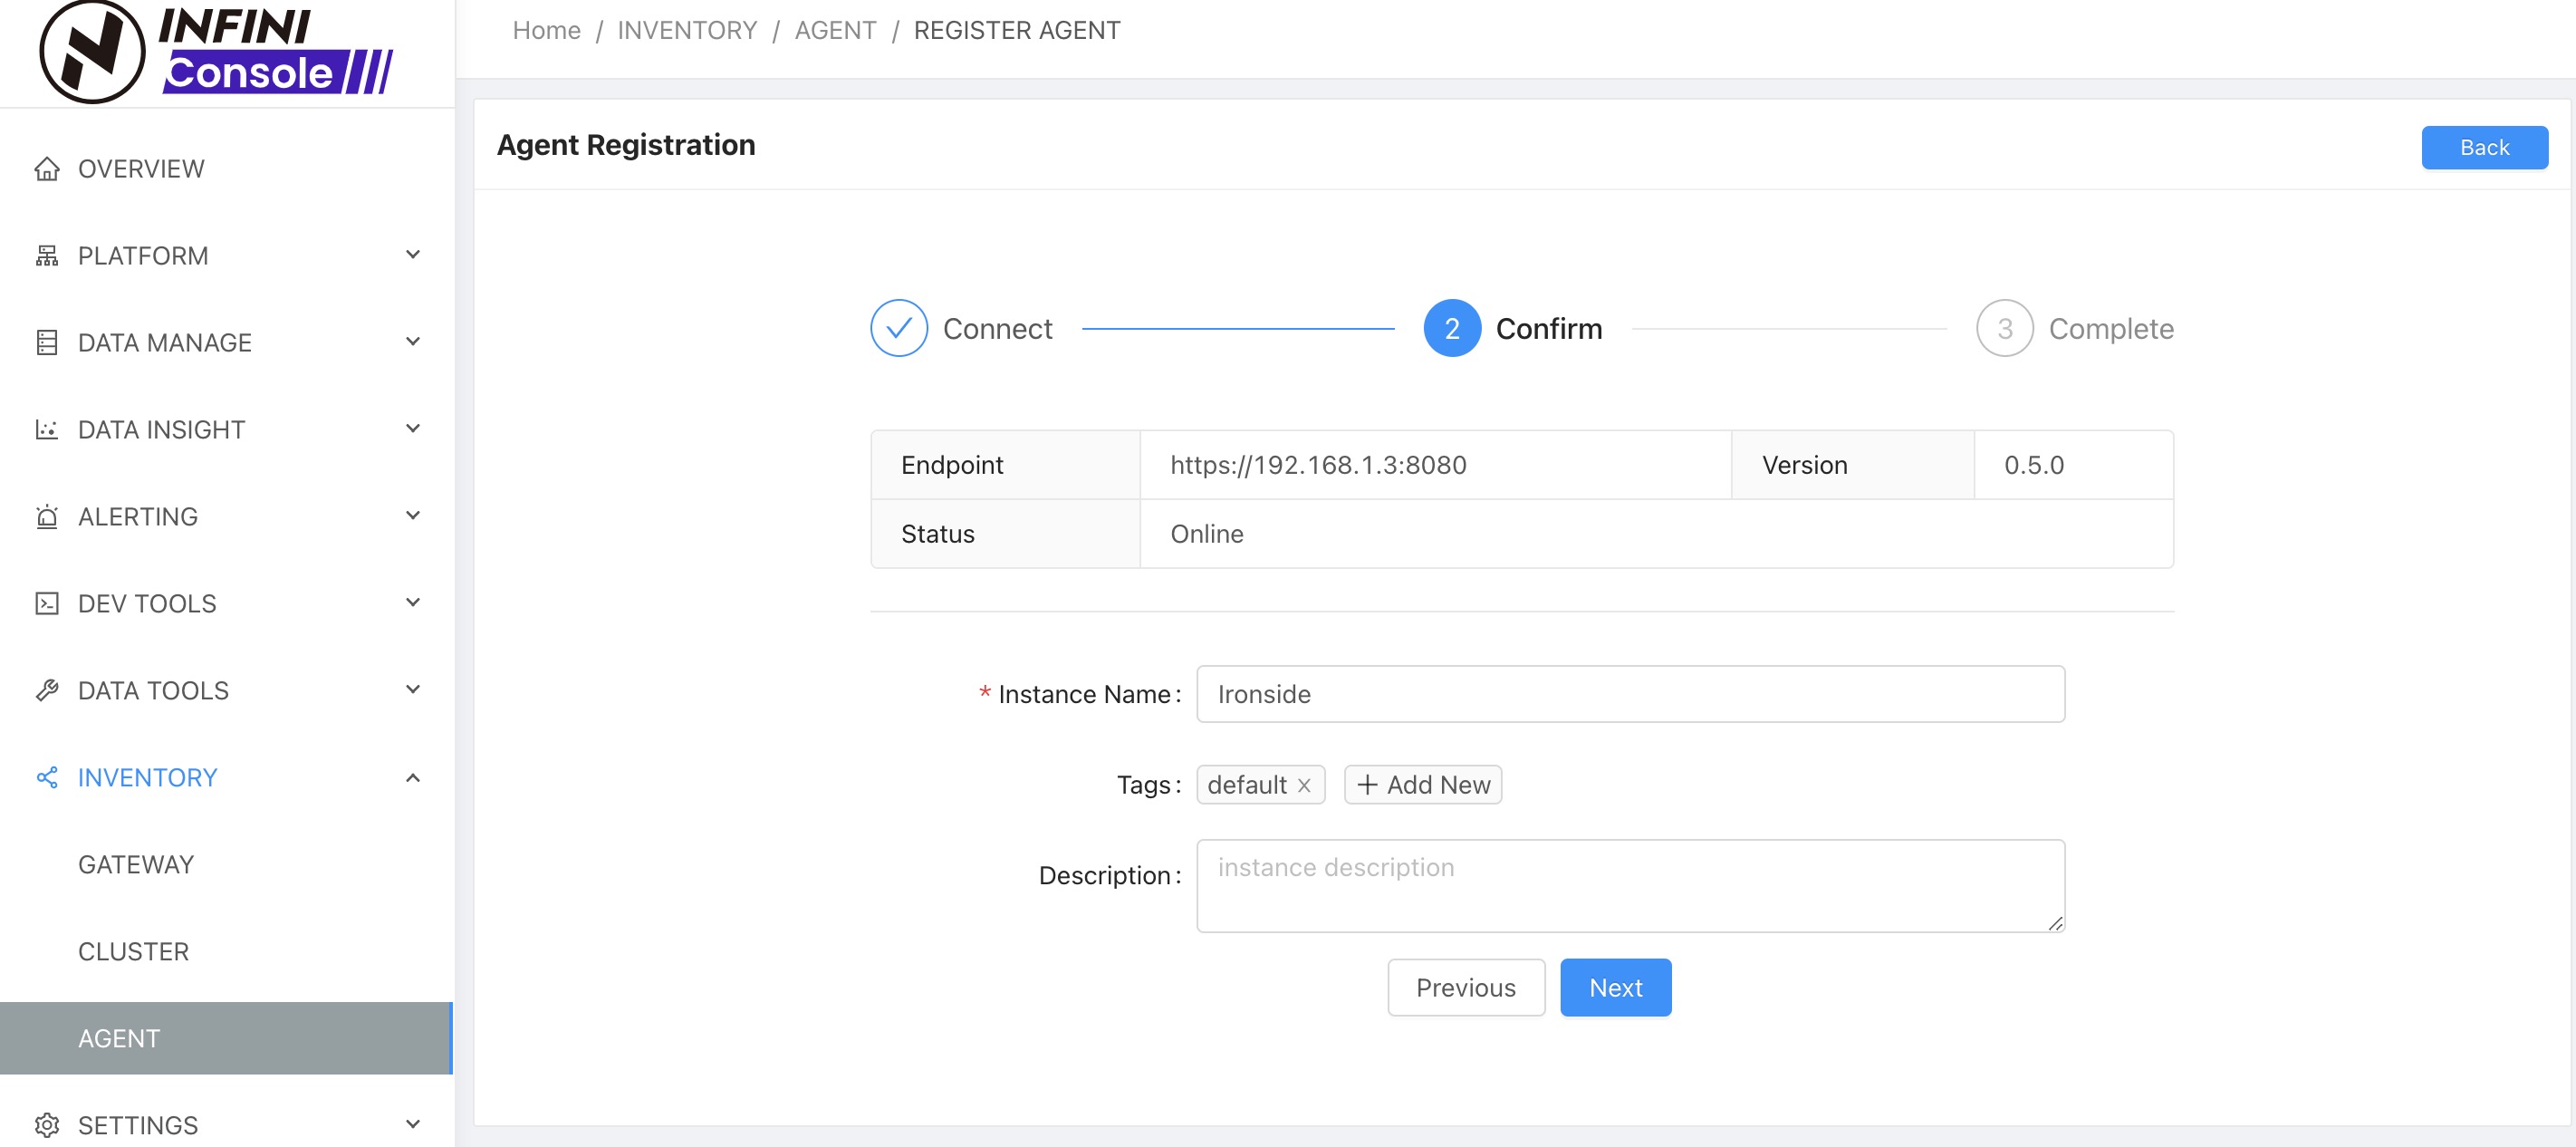 INFINI
Console
Home / INVENTORY / AGENT / REGISTER AGENT
OVERVIEW
PLATFORM
DATA MANAGE
DATA INSIGHT
ALERTING
DEV TOOLS
DATA TOOLS
INVENTORY
GATEWAY
CLUSTER
AGENT
SETTINGS
Agent Registration
Back
Connect
2 Confirm
3 Complete
Endpoint https://192.168.1.3:8080 Version 0.5.0
Status Online
* Instance Name: Ironside
Tags: default × + Add New
Description: instance description
Previous Next